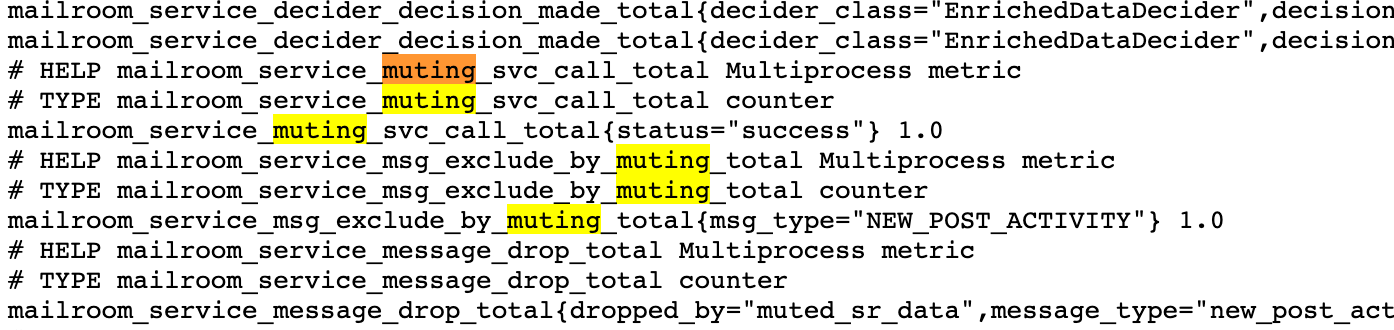 mailroom_service_decider_decision_made_total{decider_class="EnrichedDataDecider",decision
mailroom_service_decider_decision_made_total{decider_class="EnrichedDataDecider",decision
# HELP mailroom_service_muting_svc_call_total Multiprocess metric
# TYPE mailroom_service_muting_svc_call_total counter
mailroom_service_muting_svc_call_total{status="success"} 1.0
# HELP mailroom_service_msg_exclude_by_muting_total Multiprocess metric
# TYPE mailroom_service_msg_exclude_by_muting_total counter
mailroom_service_msg_exclude_by_muting_total{msg_type="NEW_POST_ACTIVITY"} 1.0
# HELP mailroom_service_message_drop_total Multiprocess metric
# TYPE mailroom_service_message_drop_total counter
mailroom_service_message_drop_total{dropped_by="muted_sr_data",message_type="new_post_act